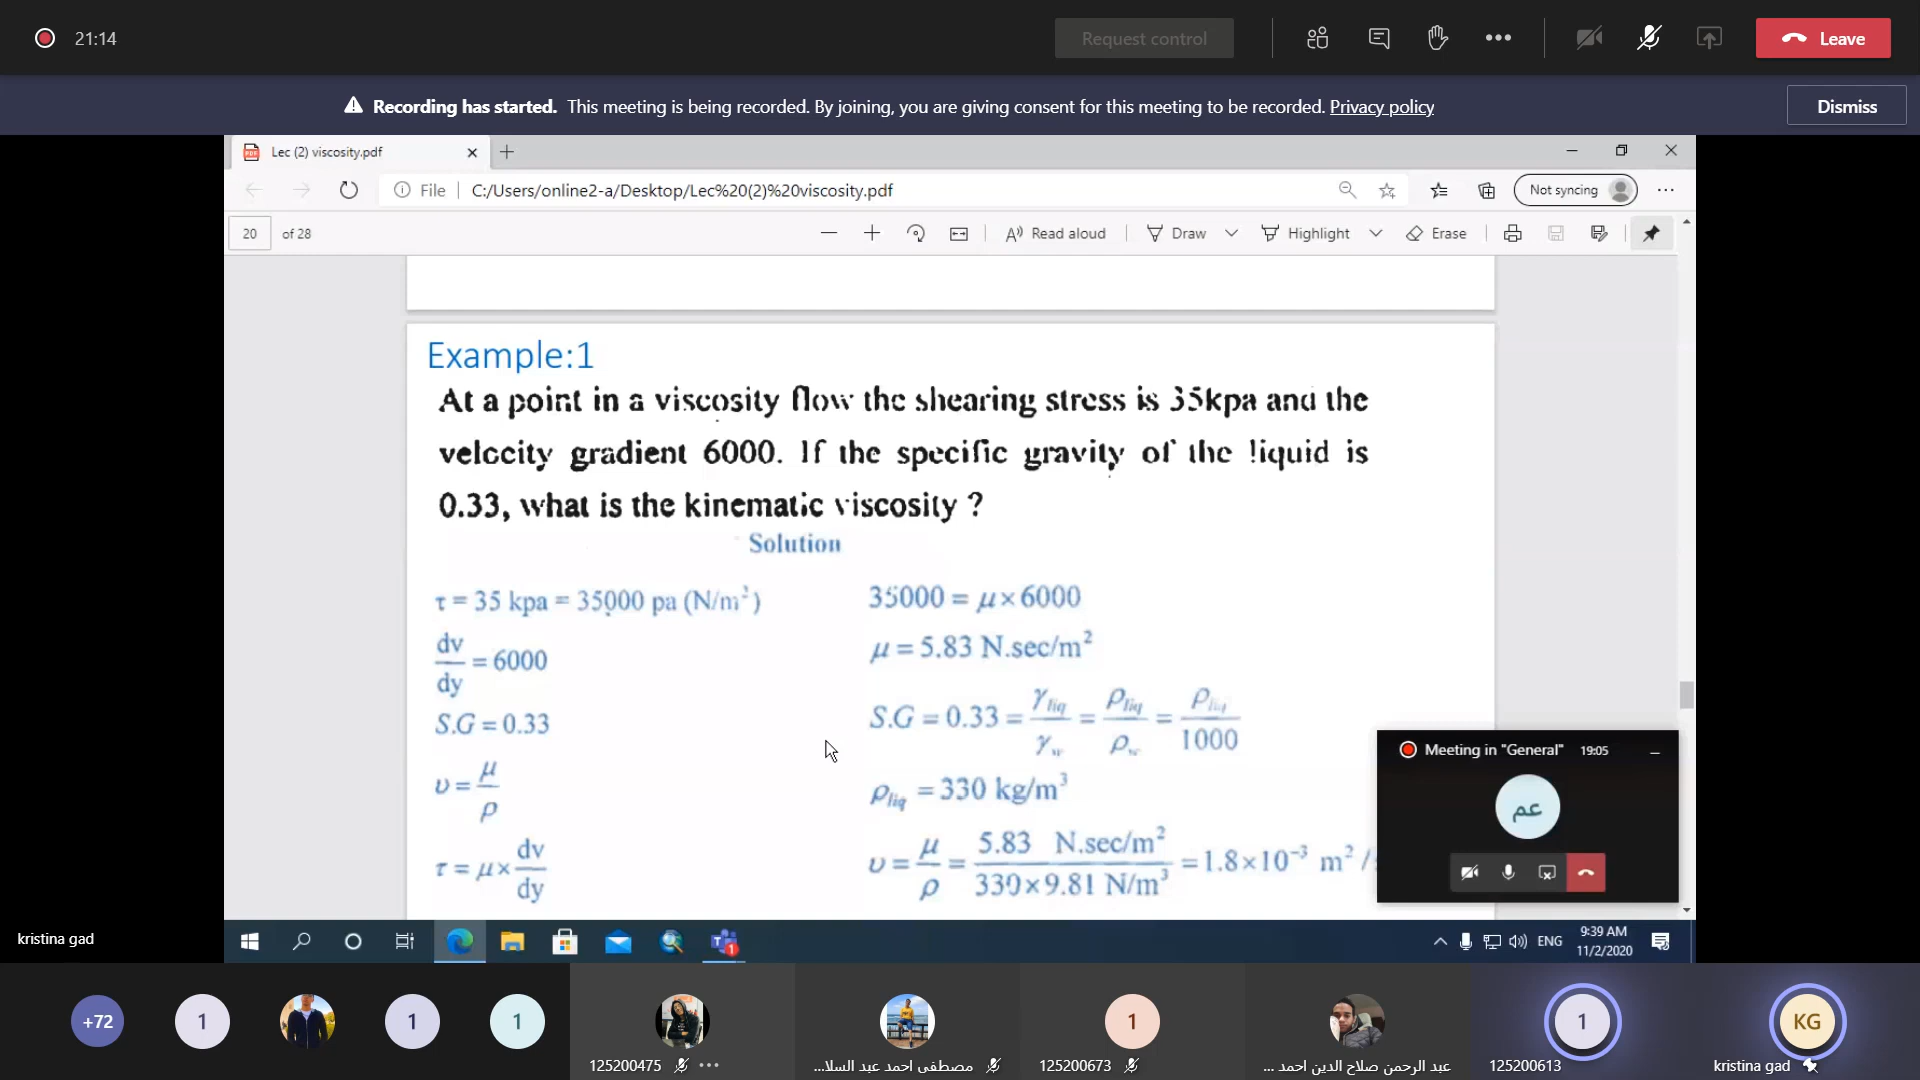 21:14
Request control
Leave
Recording has started. This meeting is being recorded. By joining, you are giving consent for this meeting to be recorded. Privacy policy
Dismiss
Lec (2) viscosity.pdf
File
C:/Users/online2-a/Desktop/Lec%20(2)%20viscosity.pdf
Not syncing
20 of 28
Read aloud
Draw
Highlight
Erase
Example:1
At a point in a viscosity flow the shearing stress is 35kpa and the
velocity gradient 6000. If the specific gravity of the liquid is
0.33, what is the kinematic viscosity ?
Solution
τ = 35 kpa = 35000 pa (N/m²)
dv/dy = 6000
S.G = 0.33
υ = μ/ρ
τ = μ× dv/dy
35000 = μ×6000
μ = 5.83 N.sec/m²
S.G = 0.33 = γliq/γw = ρliq/ρw = ρliq/1000
ρliq = 330 kg/m³
υ = μ/ρ = 5.83 N.sec/m² / 330×9.81 N/m³ = 1.8×10⁻³ m² /
Meeting in "General" 19:05
عم
kristina gad
ENG
9:39 AM
11/2/2020
1
+72
1
1
1
1
1
KG
125200475
مصطفى احمد عبد السلا...
125200673
عبد الرحمن صلاح الدين احمد ...
125200613
kristina gad